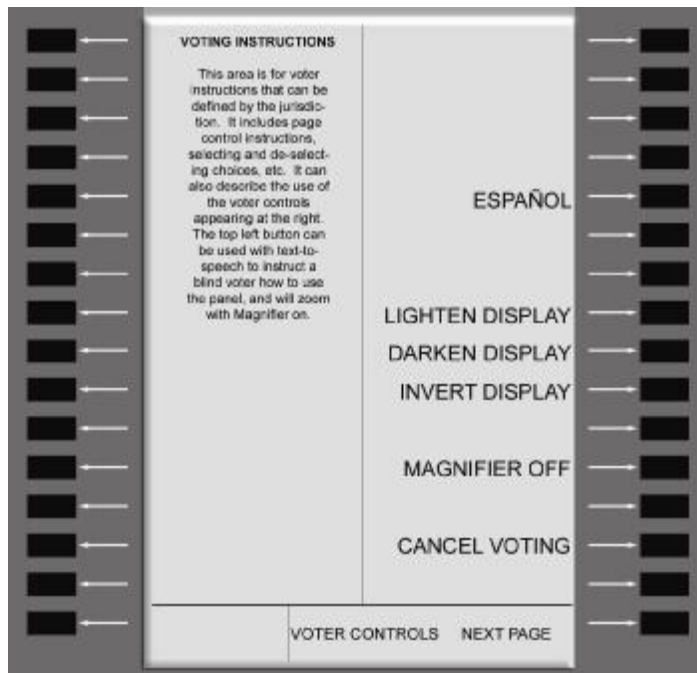 VOTING INSTRUCTIONS
This area is for voter
instructions that can be
defined by the jurisdic-
tion. It includes page
control instructions,
selecting and de-select-
ing choices, etc. It can
also describe the use of
the voter controls
appearing at the right.
The top left button can
be used with text-to-
speech to instruct a
blind voter how to use
the panel, and will zoom
with Magnifier on.
ESPAÑOL
LIGHTEN DISPLAY
DARKEN DISPLAY
INVERT DISPLAY
MAGNIFIER OFF
CANCEL VOTING
VOTER CONTROLS NEXT PAGE